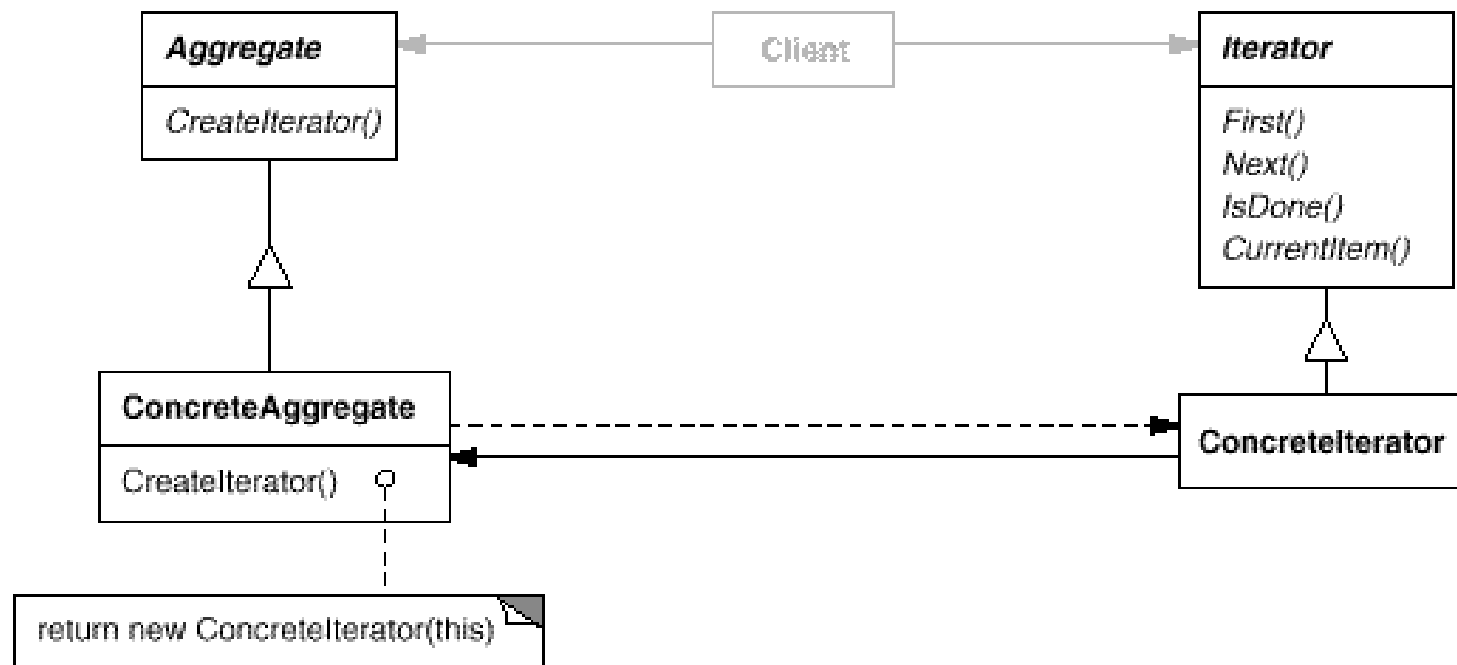 Aggregate
CreateIterator()
Client
Iterator
First()
Next()
IsDone()
CurrentItem()
ConcreteAggregate
CreateIterator()
ConcreteIterator
return new ConcreteIterator(this)